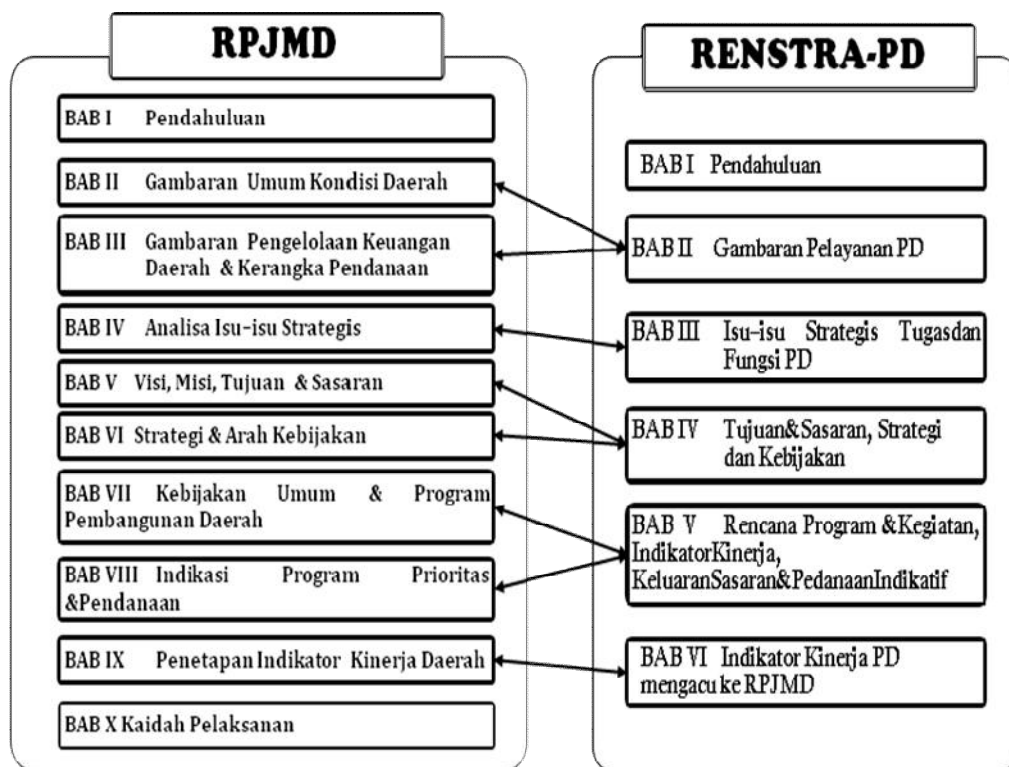 RPJMD
BAB I Pendahuluan
BAB II Gambaran Umum Kondisi Daerah
BAB III Gambaran Pengelolaan Keuangan
Daerah & Kerangka Pendanaan
BAB IV Analisa Isu-isu Strategis
BAB V Visi, Misi, Tujuan & Sasaran
BAB VI Strategi & Arah Kebijakan
BAB VII Kebijakan Umum & Program
Pembangunan Daerah
BAB VIII Indikasi Program Prioritas
&Pendanaan
BAB IX Penetapan Indikator Kinerja Daerah
BAB X Kaidah Pelaksanan
RENSTRA-PD
BAB I Pendahuluan
BAB II Gambaran Pelayanan PD
BAB III Isu-isu Strategis Tugasdan
Fungsi PD
BAB IV Tujuan&Sasaran, Strategi
dan Kebijakan
BAB V Rencana Program &Kegiatan,
IndikatorKinerja,
KeluaranSasaran&PedanaanIndikatif
BAB VI Indikator Kinerja PD
mengacu ke RPJMD